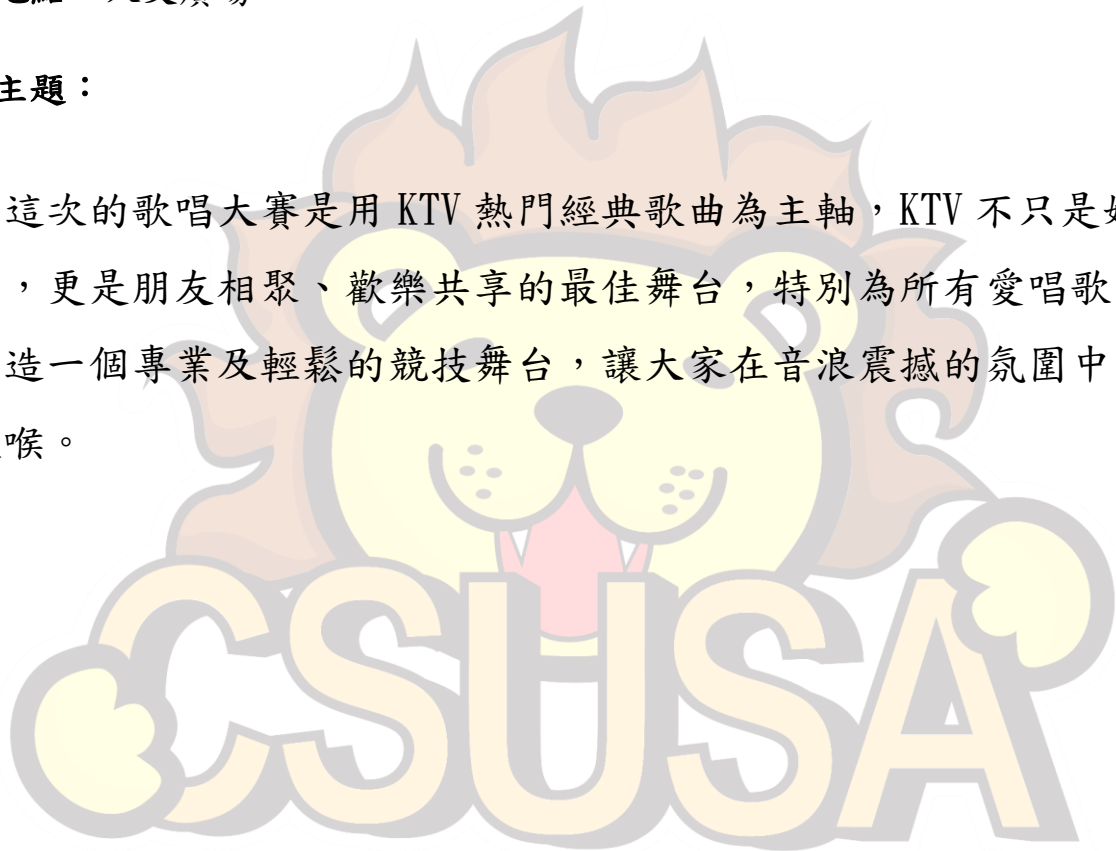 主題：
這次的歌唱大賽是用 KTV 熱門經典歌曲為主軸，KTV 不只是
，更是朋友相聚、歡樂共享的最佳舞台，特別為所有愛唱歌
造一個專業及輕鬆的競技舞台，讓大家在音浪震撼的氛圍中
喉。
CSUSA